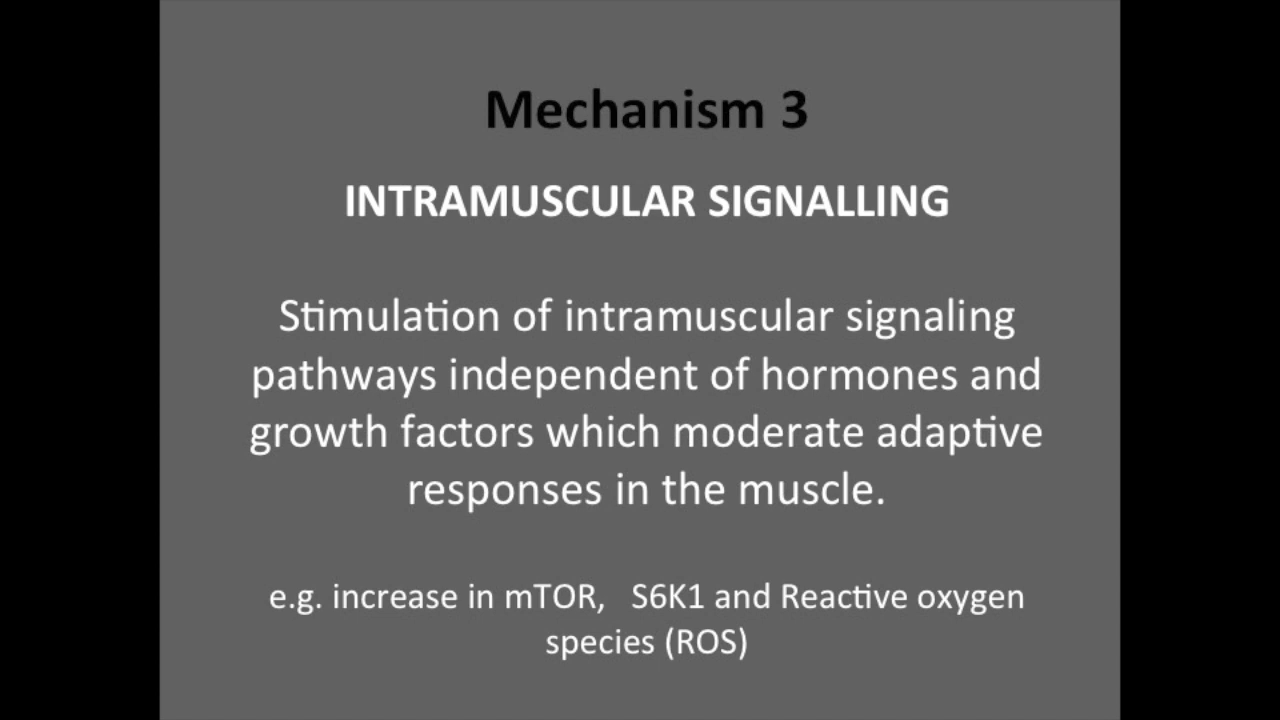 Mechanism 3
INTRAMUSCULAR SIGNALLING
Stimulation of intramuscular signaling
pathways independent of hormones and
growth factors which moderate adaptive
responses in the muscle.
e.g. increase in mTOR,   S6K1 and Reactive oxygen
species (ROS)